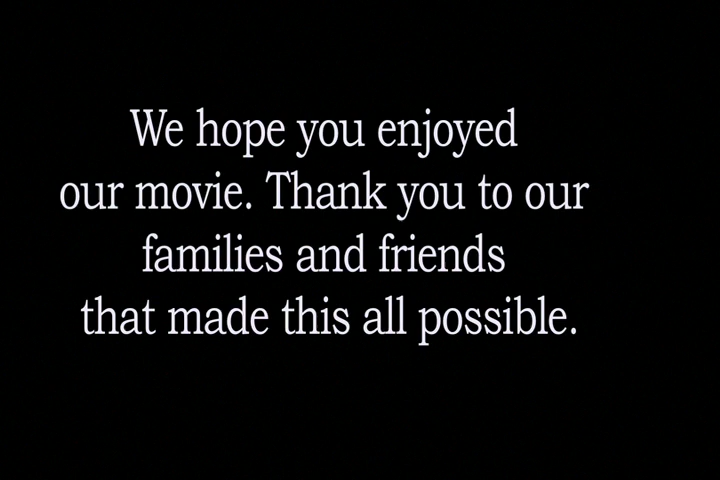 We hope you enjoyed
our movie. Thank you to our
families and friends
that made this all possible.